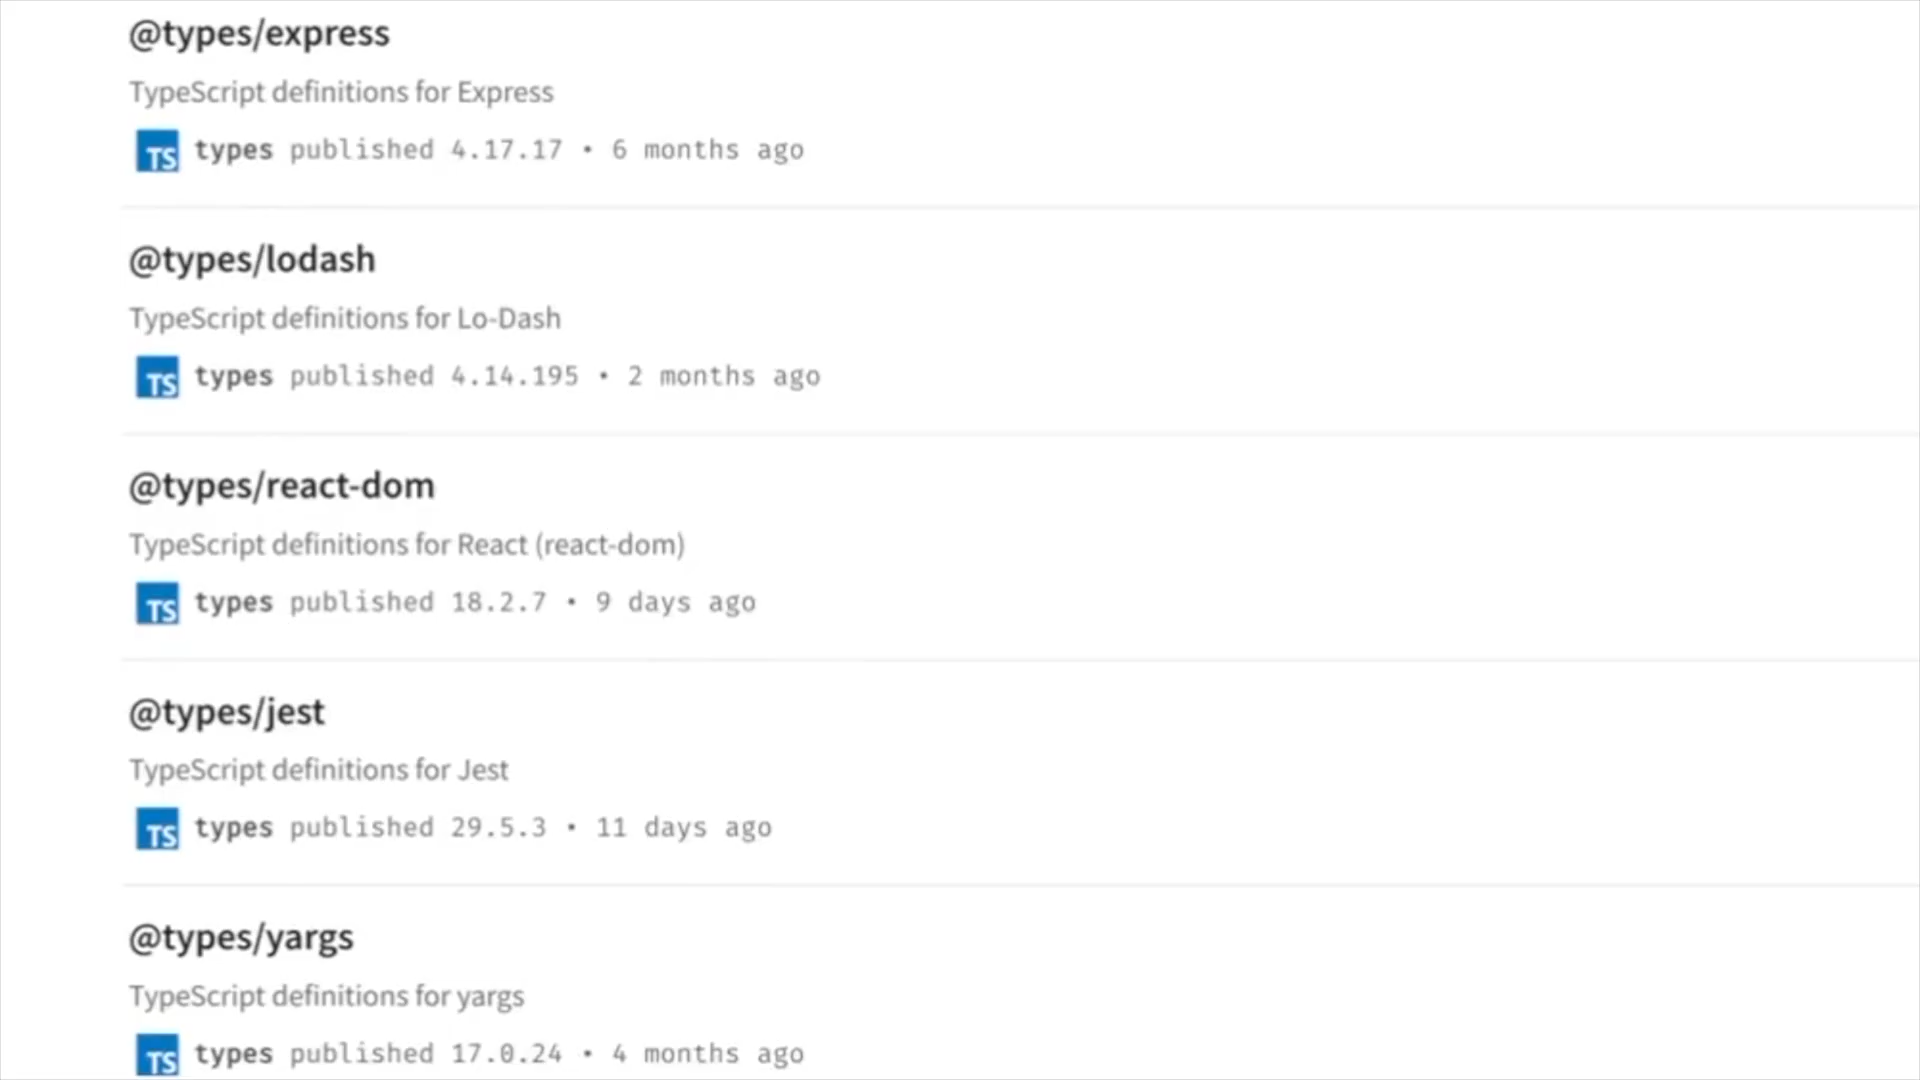 @types/express
TypeScript definitions for Express
TS types published 4.17.17 • 6 months ago
@types/lodash
TypeScript definitions for Lo-Dash
TS types published 4.14.195 • 2 months ago
@types/react-dom
TypeScript definitions for React (react-dom)
TS types published 18.2.7 • 9 days ago
@types/jest
TypeScript definitions for Jest
TS types published 29.5.3 • 11 days ago
@types/yargs
TypeScript definitions for yargs
TS types published 17.0.24 • 4 months ago